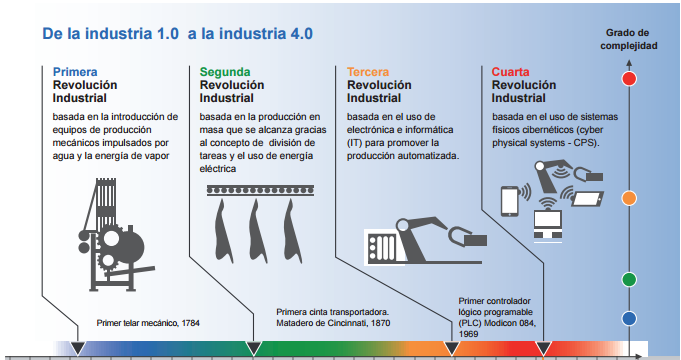 De la industria 1.0 a la industria 4.0
Grado de
complejidad
Primera
Revolución
Industrial
basada en la introducción de
equipos de producción
mecánicos impulsados por
agua y la energía de vapor
Segunda
Revolución
Industrial
basada en la producción en
masa que se alcanza gracias
al concepto de división de
tareas y el uso de energía
eléctrica
Tercera
Revolución
Industrial
basada en el uso de
electrónica e informática
(IT) para promover la
producción automatizada.
Cuarta
Revolución
Industrial
basada en el uso de sistemas
físicos cibernéticos (cyber
physical systems - CPS).
Primer telar mecánico, 1784
Primera cinta transportadora.
Matadero de Cincinnati, 1870
Primer controlador
lógico programable
(PLC) Modicon 084,
1969